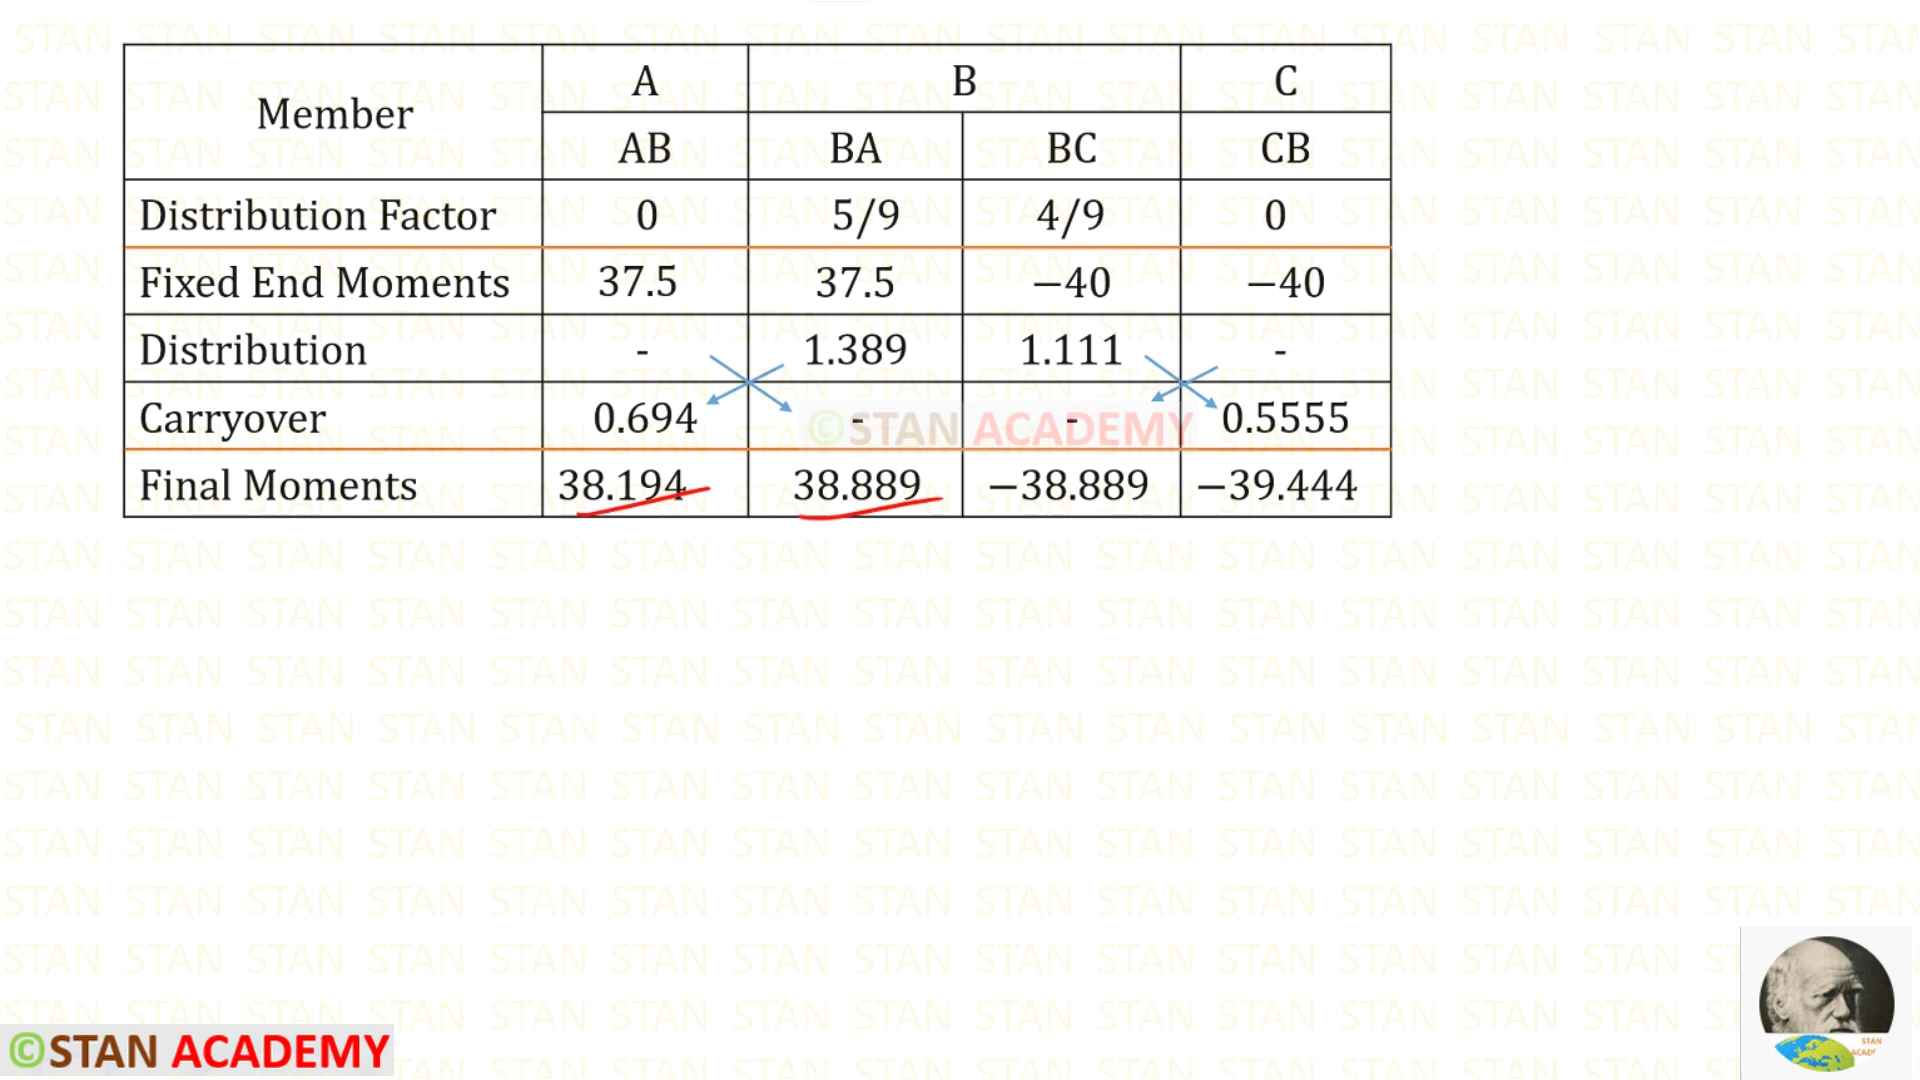 Member A B C
AB BA BC CB
Distribution Factor 0 5/9 4/9 0
Fixed End Moments 37.5 37.5 −40 −40
Distribution - 1.389 1.111 -
Carryover 0.694 - - 0.5555
Final Moments 38.194 38.889 −38.889 −39.444
©STAN ACADEMY
©STAN ACADEMY
STAN